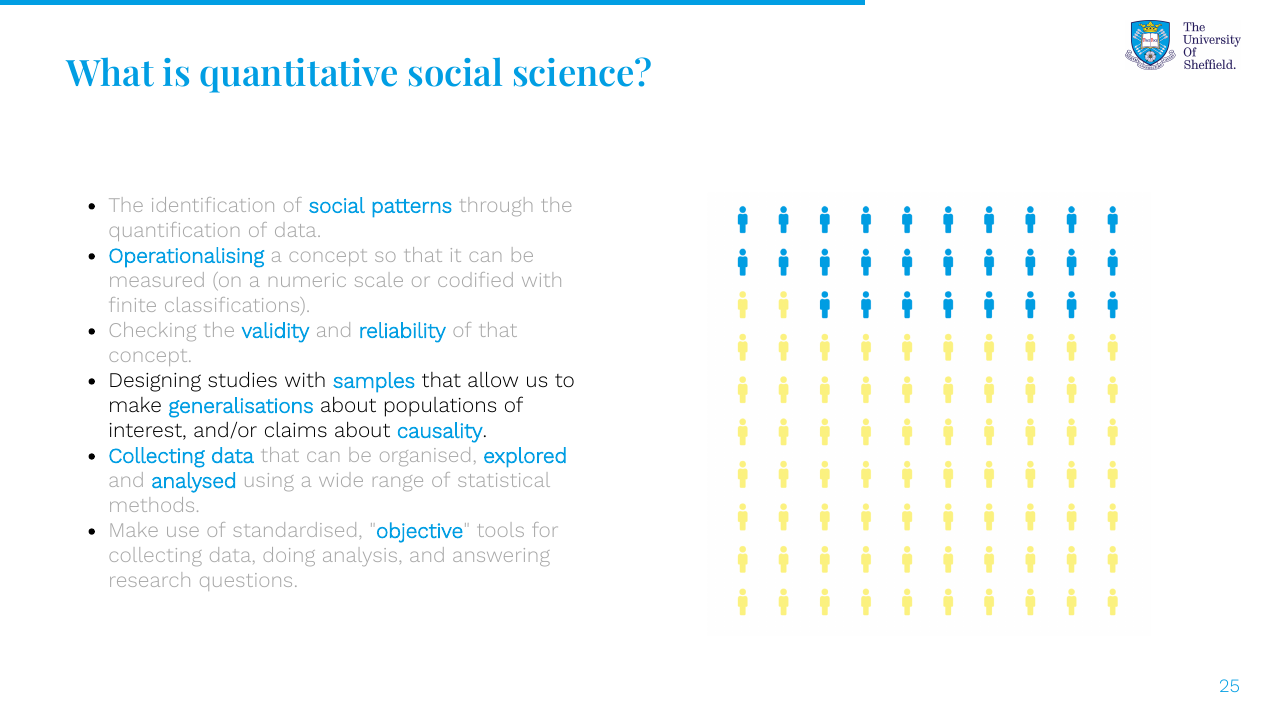 The
University
Of
Sheffield.
What is quantitative social science?
• The identification of social patterns through the
quantification of data.
• Operationalising a concept so that it can be
measured (on a numeric scale or codified with
finite classifications).
• Checking the validity and reliability of that
concept.
• Designing studies with samples that allow us to
make generalisations about populations of
interest, and/or claims about causality.
• Collecting data that can be organised, explored
and analysed using a wide range of statistical
methods.
• Make use of standardised, "objective" tools for
collecting data, doing analysis, and answering
research questions.
25